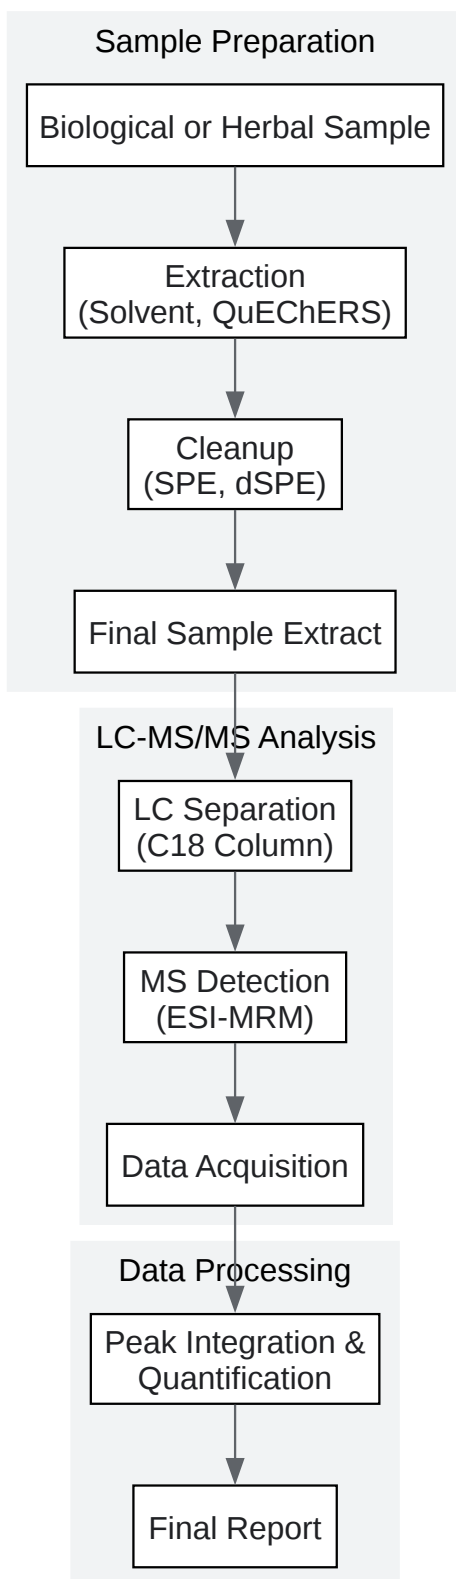 Sample Preparation
Biological or Herbal Sample
Extraction
(Solvent, QuEChERS)
Cleanup
(SPE, dSPE)
Final Sample Extract
LC-MS/MS Analysis
LC Separation
(C18 Column)
MS Detection
(ESI-MRM)
Data Acquisition
Data Processing
Peak Integration &
Quantification
Final Report